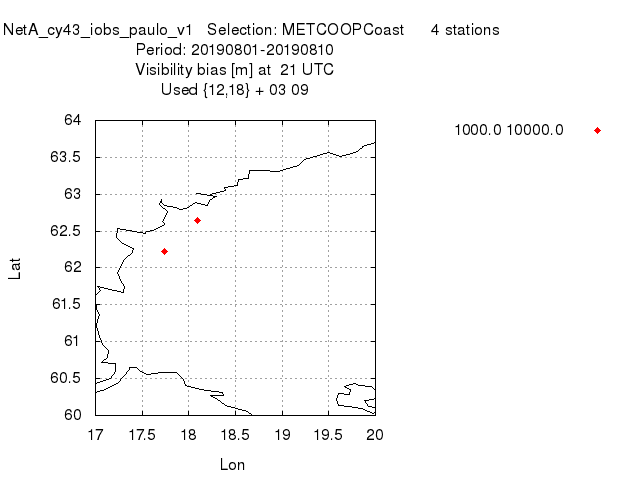 NetA_cy43_iobs_paulo_v1 Selection: METCOOPCoast 4 stations
Period: 20190801-20190810
Visibility bias [m] at 21 UTC
Used {12,18} + 03 09
1000.0 10000.0
64
63.5
63
62.5
62
61.5
61
60.5
60
Lat
17 17.5 18 18.5 19 19.5 20
Lon